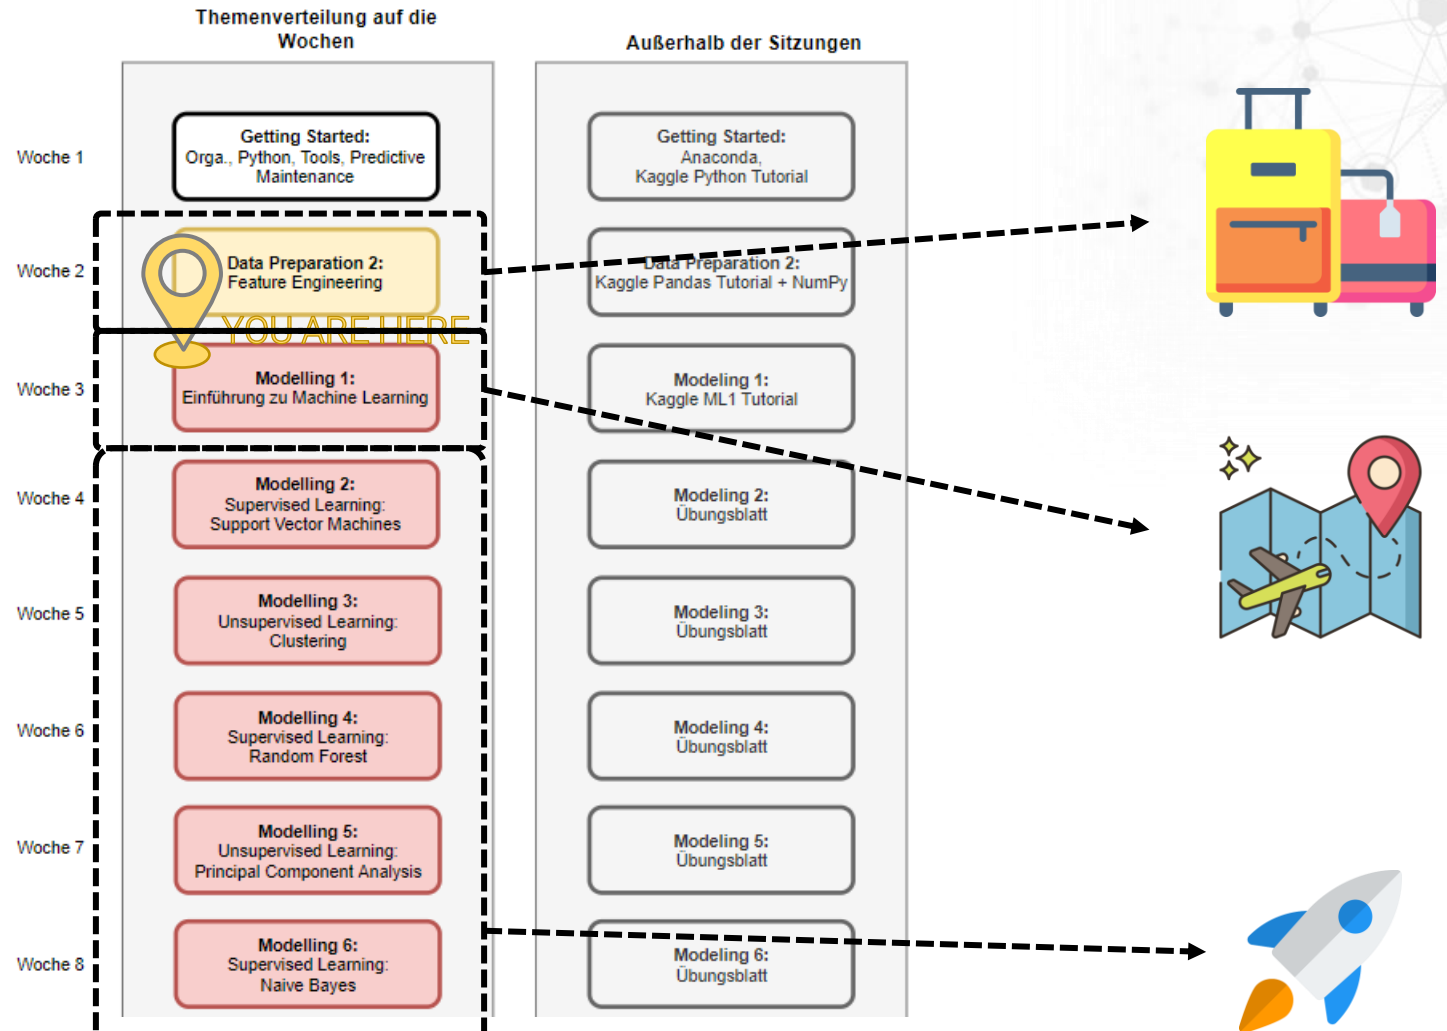 Themenverteilung auf die
Wochen
Außerhalb der Sitzungen
Woche 1
Getting Started:
Orga., Python, Tools, Predictive
Maintenance
Getting Started:
Anaconda,
Kaggle Python Tutorial
Woche 2
Data Preparation 2:
Feature Engineering
YOU ARE HERE
Data Preparation 2:
Kaggle Pandas Tutorial + NumPy
Woche 3
Modelling 1:
Einführung zu Machine Learning
Modeling 1:
Kaggle ML1 Tutorial
Woche 4
Modelling 2:
Supervised Learning:
Support Vector Machines
Modeling 2:
Übungsblatt
Woche 5
Modelling 3:
Unsupervised Learning:
Clustering
Modeling 3:
Übungsblatt
Woche 6
Modelling 4:
Supervised Learning:
Random Forest
Modeling 4:
Übungsblatt
Woche 7
Modelling 5:
Unsupervised Learning:
Principal Component Analysis
Modeling 5:
Übungsblatt
Woche 8
Modelling 6:
Supervised Learning:
Naive Bayes
Modeling 6:
Übungsblatt